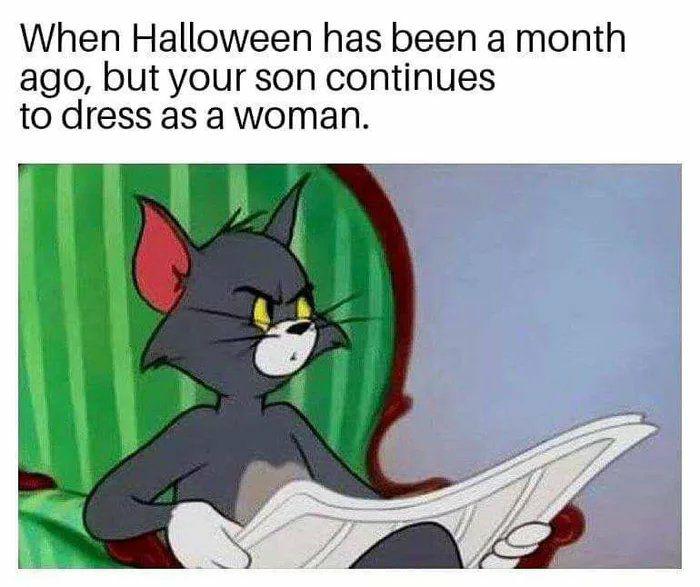 When Halloween has been a month
ago, but your son continues
to dress as a woman.